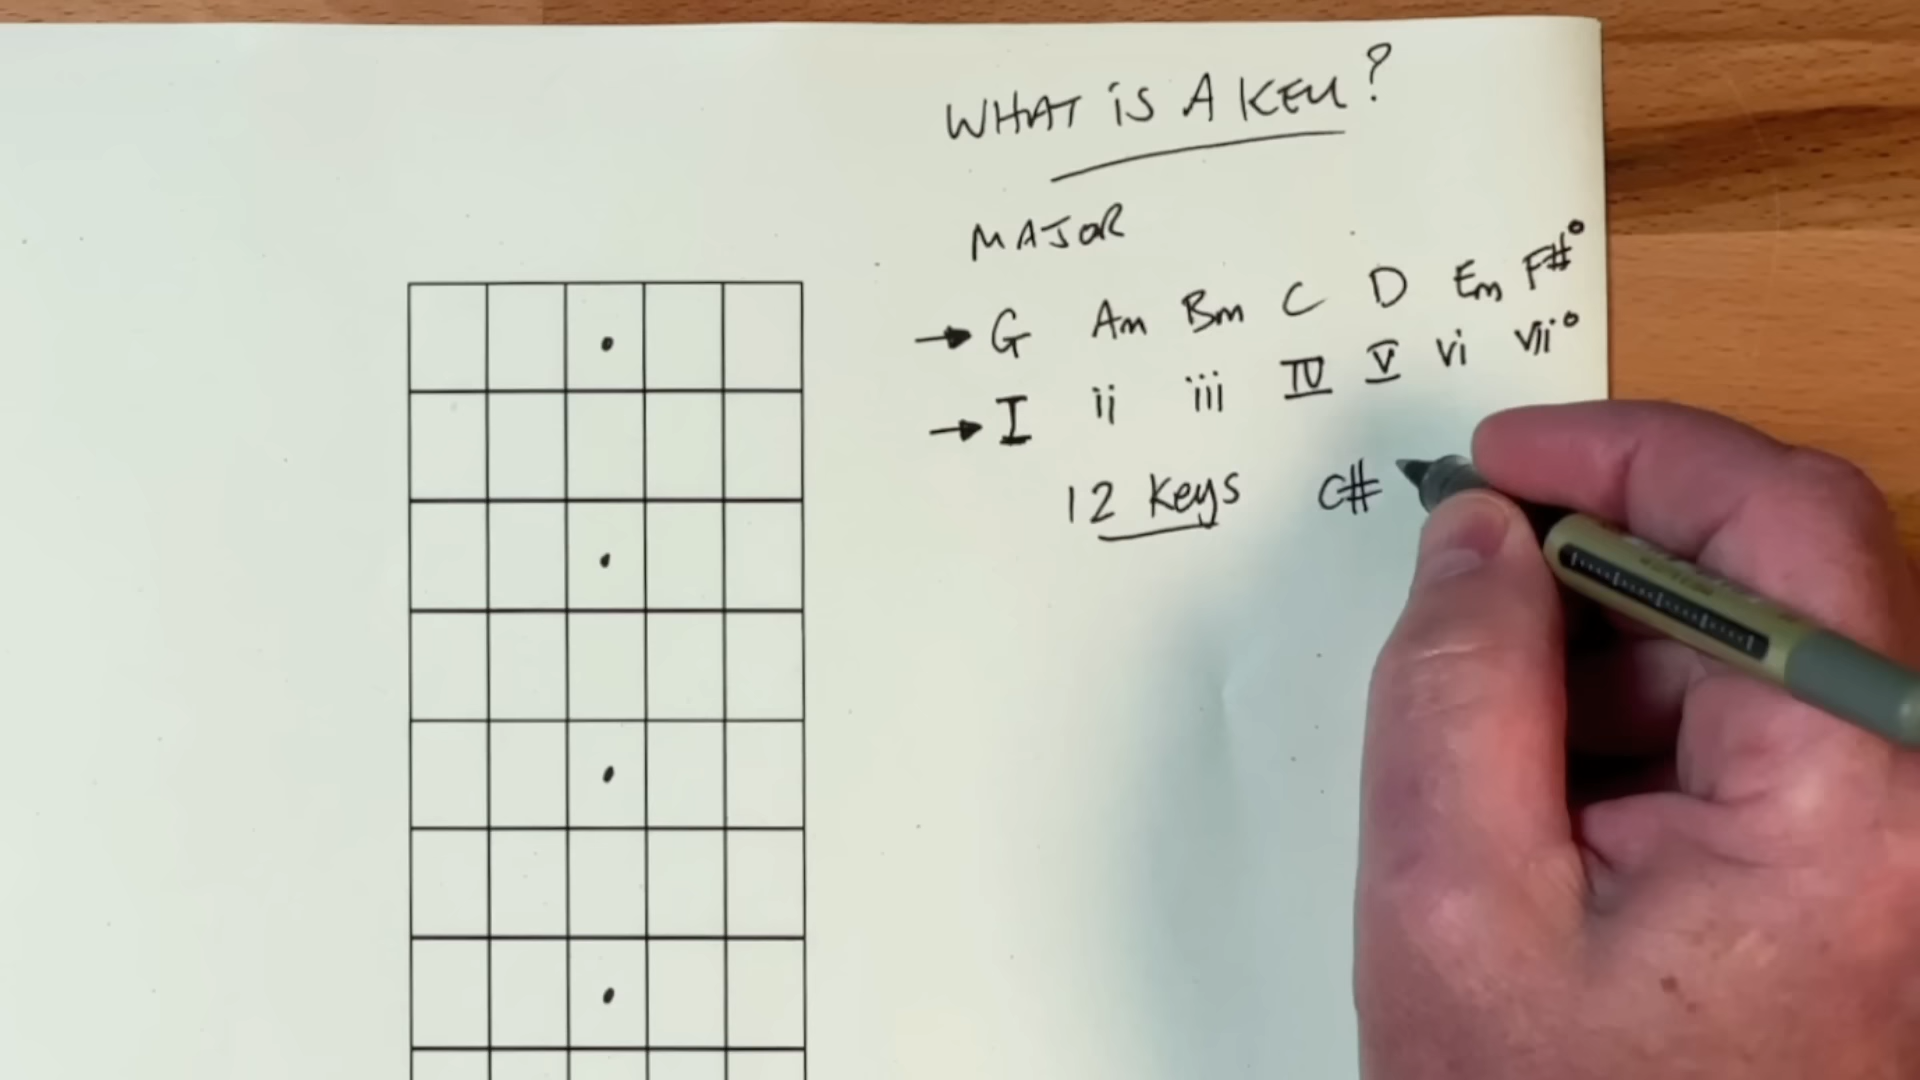 WHAT iS A KEY?
MAJOR
→ G Am Bm C D Em F#°
→ I ii iii IV V vi vii°
12 Keys C#